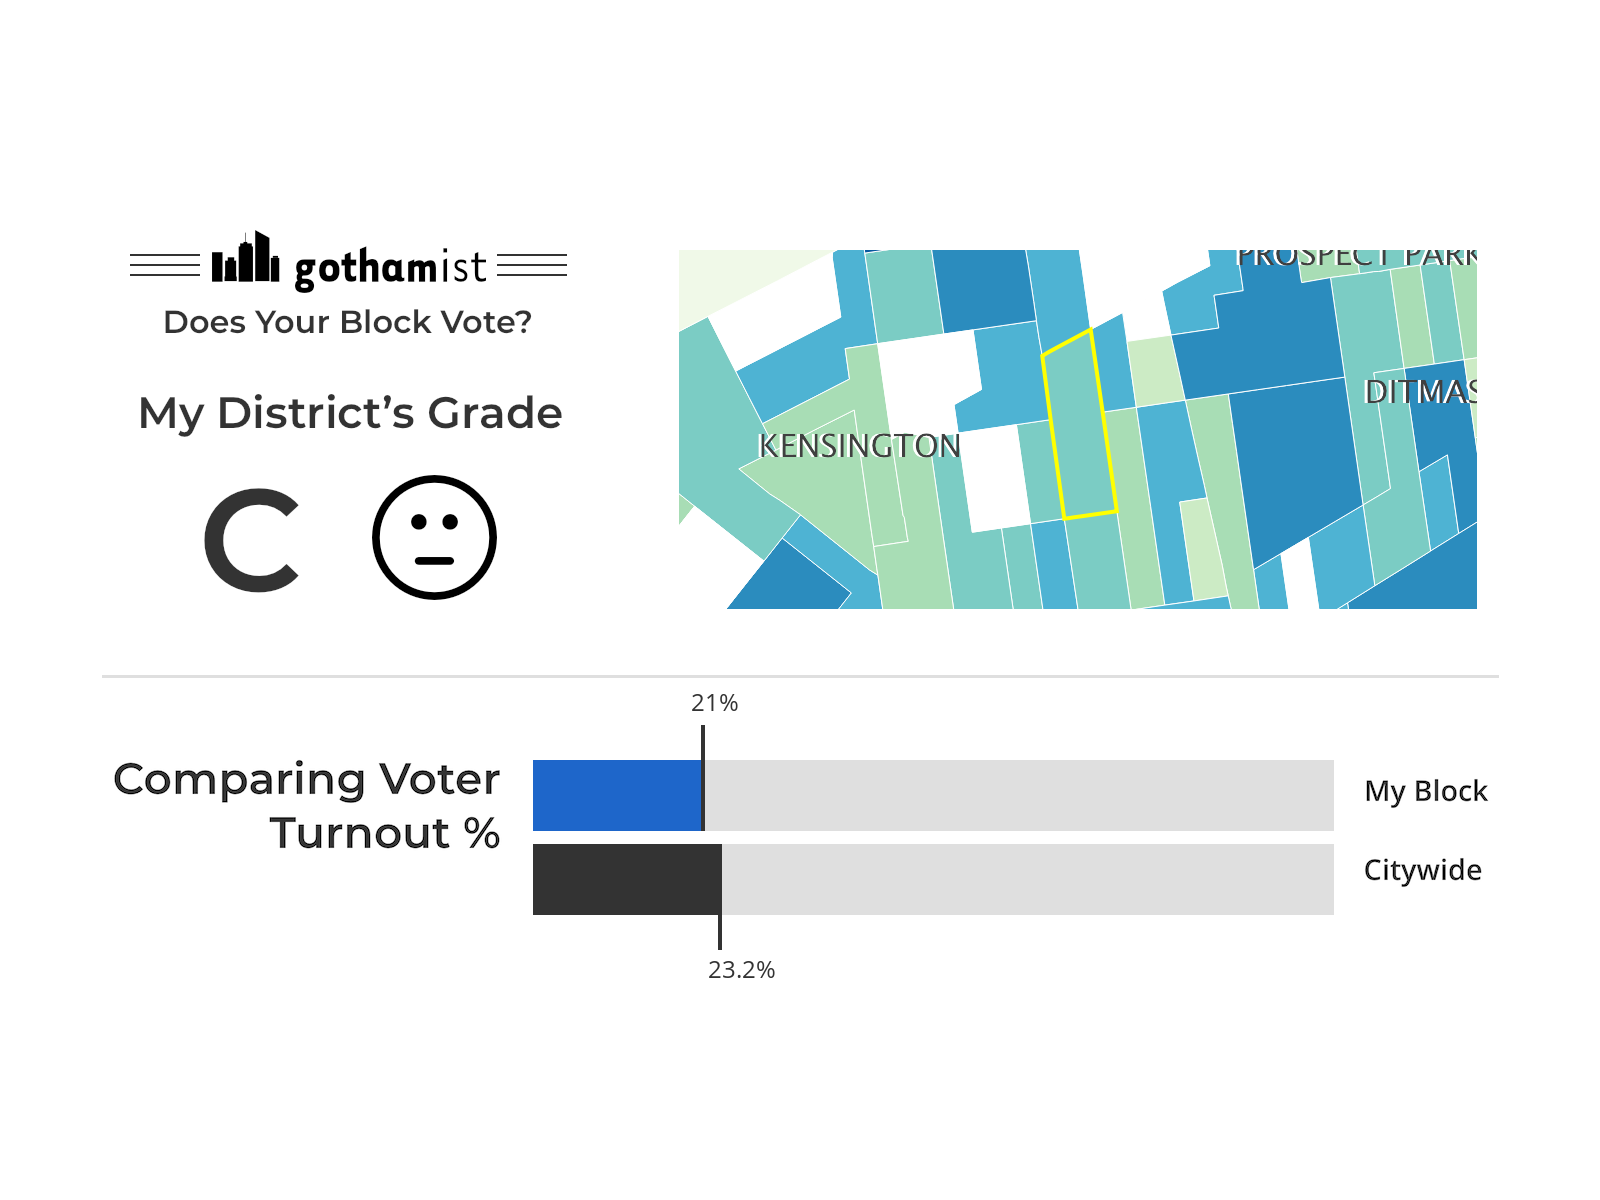 gothamist
Does Your Block Vote?
My District's Grade
C
PROSPECT PARK
DITMAS
KENSINGTON
21%
Comparing Voter
Turnout %
My Block
Citywide
23.2%